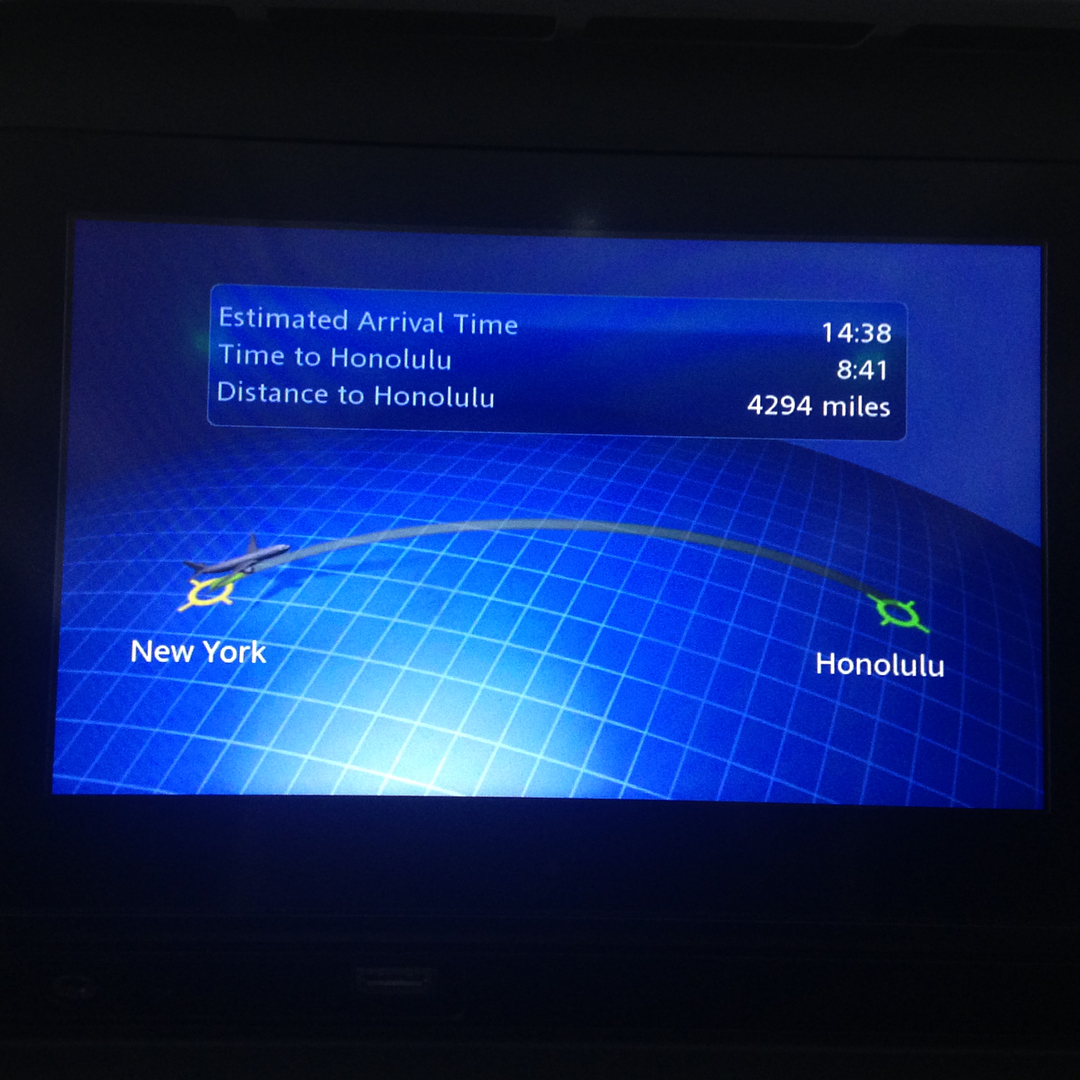 Estimated Arrival Time 14:38
Time to Honolulu 8:41
Distance to Honolulu 4294 miles
New York
Honolulu